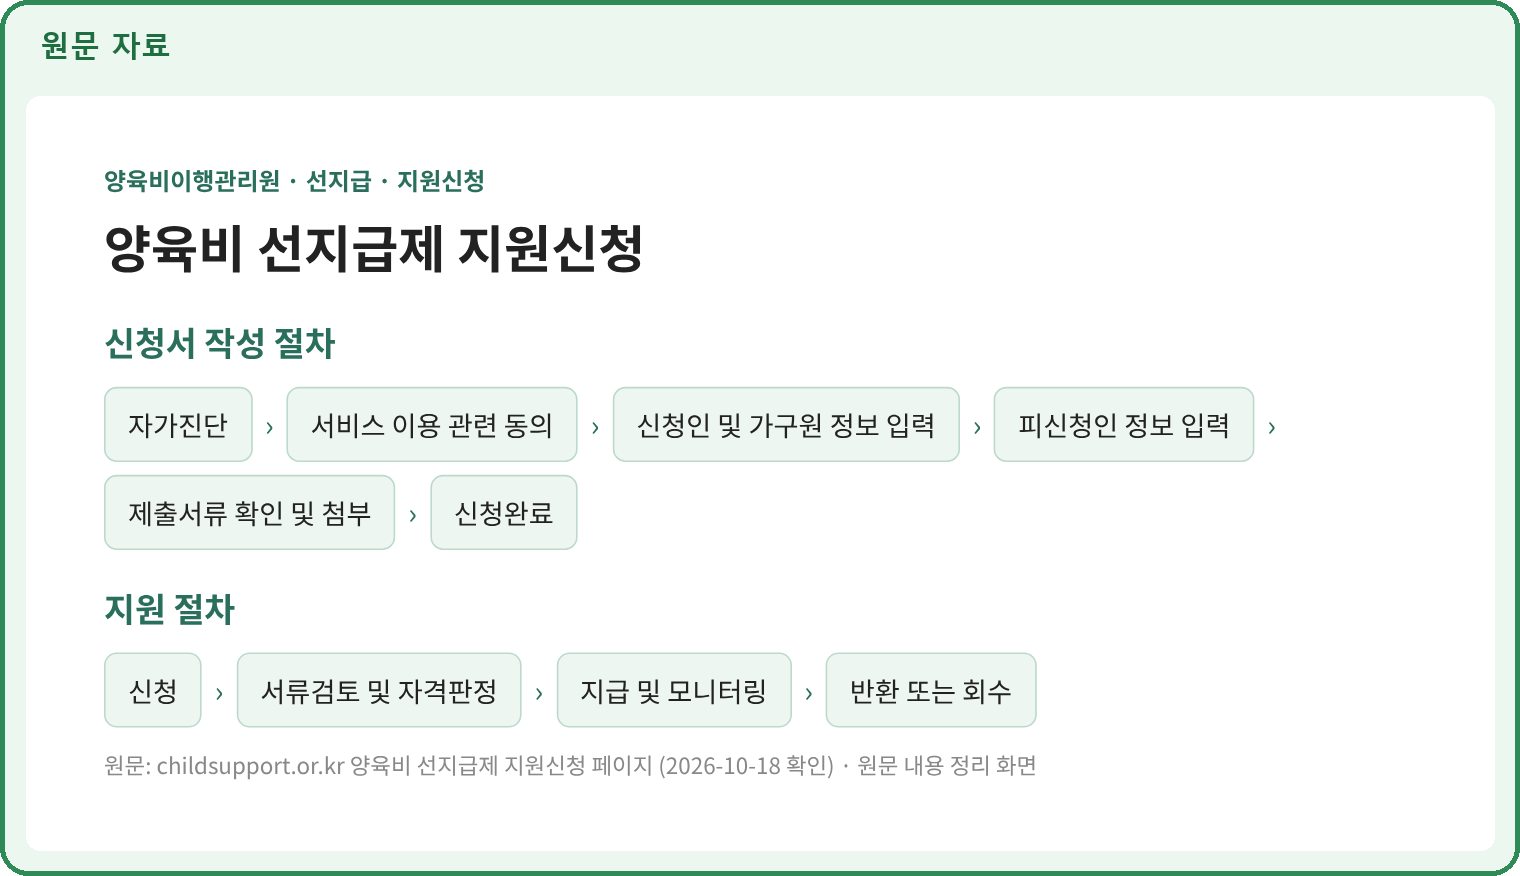 원문 자료
양육비이행관리원 · 선지급 · 지원신청
양육비 선지급제 지원신청
신청서 작성 절차
자가진단 › 서비스 이용 관련 동의 › 신청인 및 가구원 정보 입력 › 피신청인 정보 입력 ›
제출서류 확인 및 첨부 › 신청완료
지원 절차
신청 › 서류검토 및 자격판정 › 지급 및 모니터링 › 반환 또는 회수
원문: childsupport.or.kr 양육비 선지급제 지원신청 페이지 (2026-10-18 확인) · 원문 내용 정리 화면